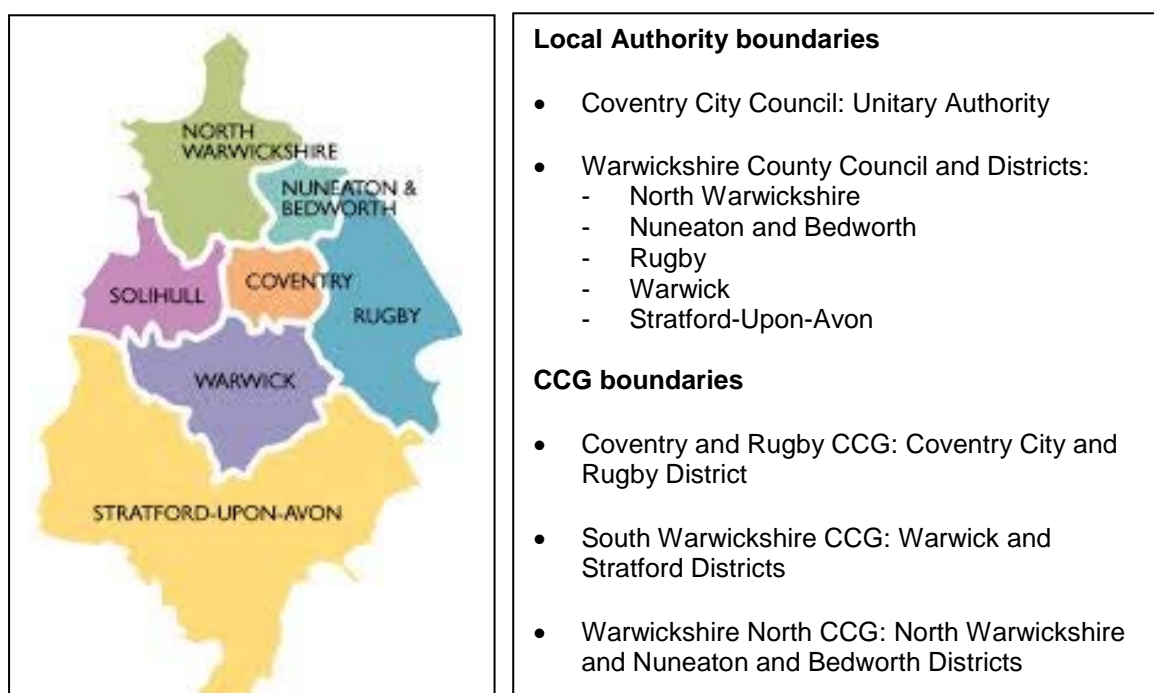 NORTH
WARWICKSHIRE
NUNEATON &
BEDWORTH
SOLIHULL
COVENTRY
RUGBY
WARWICK
STRATFORD-UPON-AVON
Local Authority boundaries
• Coventry City Council: Unitary Authority
• Warwickshire County Council and Districts:
- North Warwickshire
- Nuneaton and Bedworth
- Rugby
- Warwick
- Stratford-Upon-Avon
CCG boundaries
• Coventry and Rugby CCG: Coventry City and
Rugby District
• South Warwickshire CCG: Warwick and
Stratford Districts
• Warwickshire North CCG: North Warwickshire
and Nuneaton and Bedworth Districts